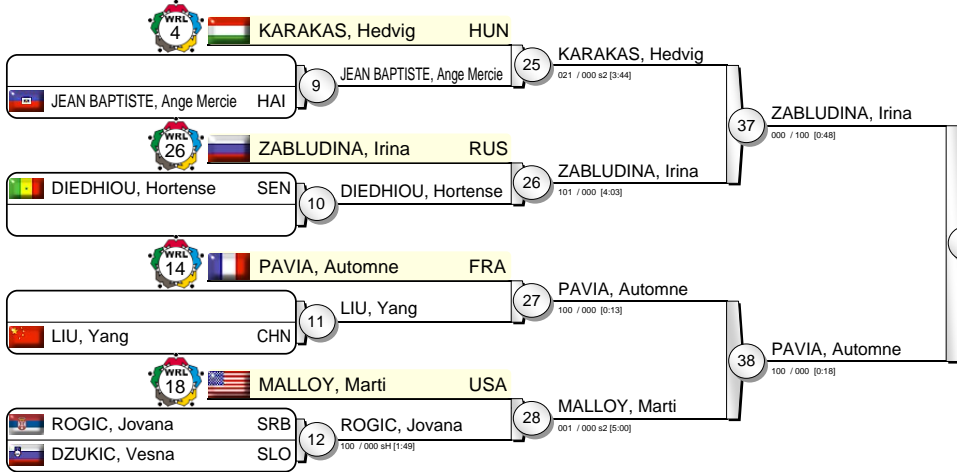 WRL
4
KARAKAS, Hedvig HUN
JEAN BAPTISTE, Ange Mercie HAI
9
JEAN BAPTISTE, Ange Mercie
25
KARAKAS, Hedvig
021 / 000 s2 [3:44]
WRL
26
ZABLUDINA, Irina RUS
DIEDHIOU, Hortense SEN
10
DIEDHIOU, Hortense
26
ZABLUDINA, Irina
101 / 000 [4:03]
37
ZABLUDINA, Irina
000 / 100 [0:48]
WRL
14
PAVIA, Automne FRA
LIU, Yang CHN
11
LIU, Yang
27
PAVIA, Automne
100 / 000 [0:13]
WRL
18
MALLOY, Marti USA
ROGIC, Jovana SRB
DZUKIC, Vesna SLO
12
ROGIC, Jovana
100 / 000 sH [1:49]
28
MALLOY, Marti
001 / 000 s2 [5:00]
38
PAVIA, Automne
100 / 000 [0:18]